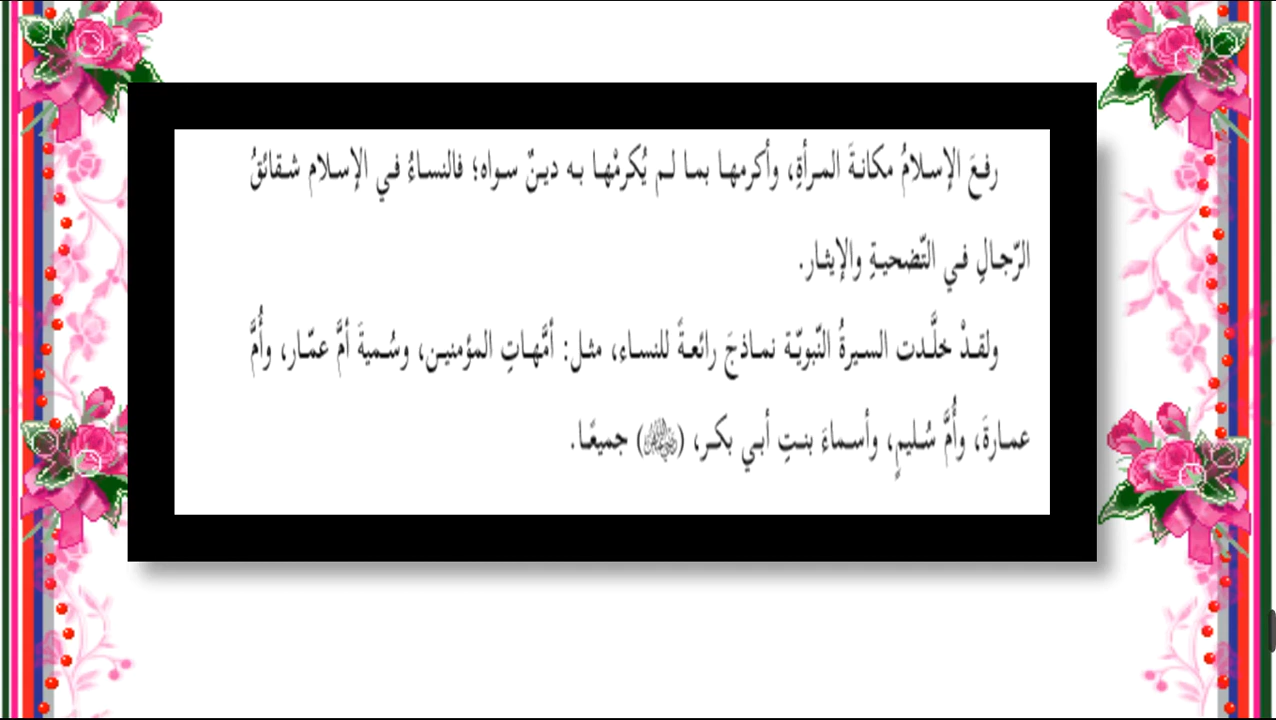 رفعَ الإسلامُ مكانةَ المرأةِ، وأكرمها بما لم يُكرمْها به دينٌ سواه؛ فالنساءُ في الإسلام شقائقُ
الرّجالِ في التّضحيةِ والإيثار.
ولقدْ خلَّدت السيرةُ النّبويّة نماذجَ رائعةً للنساء، مثل: أمَّهاتِ المؤمنين، وسُميةَ أمَّ عمّار، وأُمَّ
عمارةَ، وأُمَّ سُليمٍ، وأسماءَ بنتِ أبي بكر، () جميعًا.